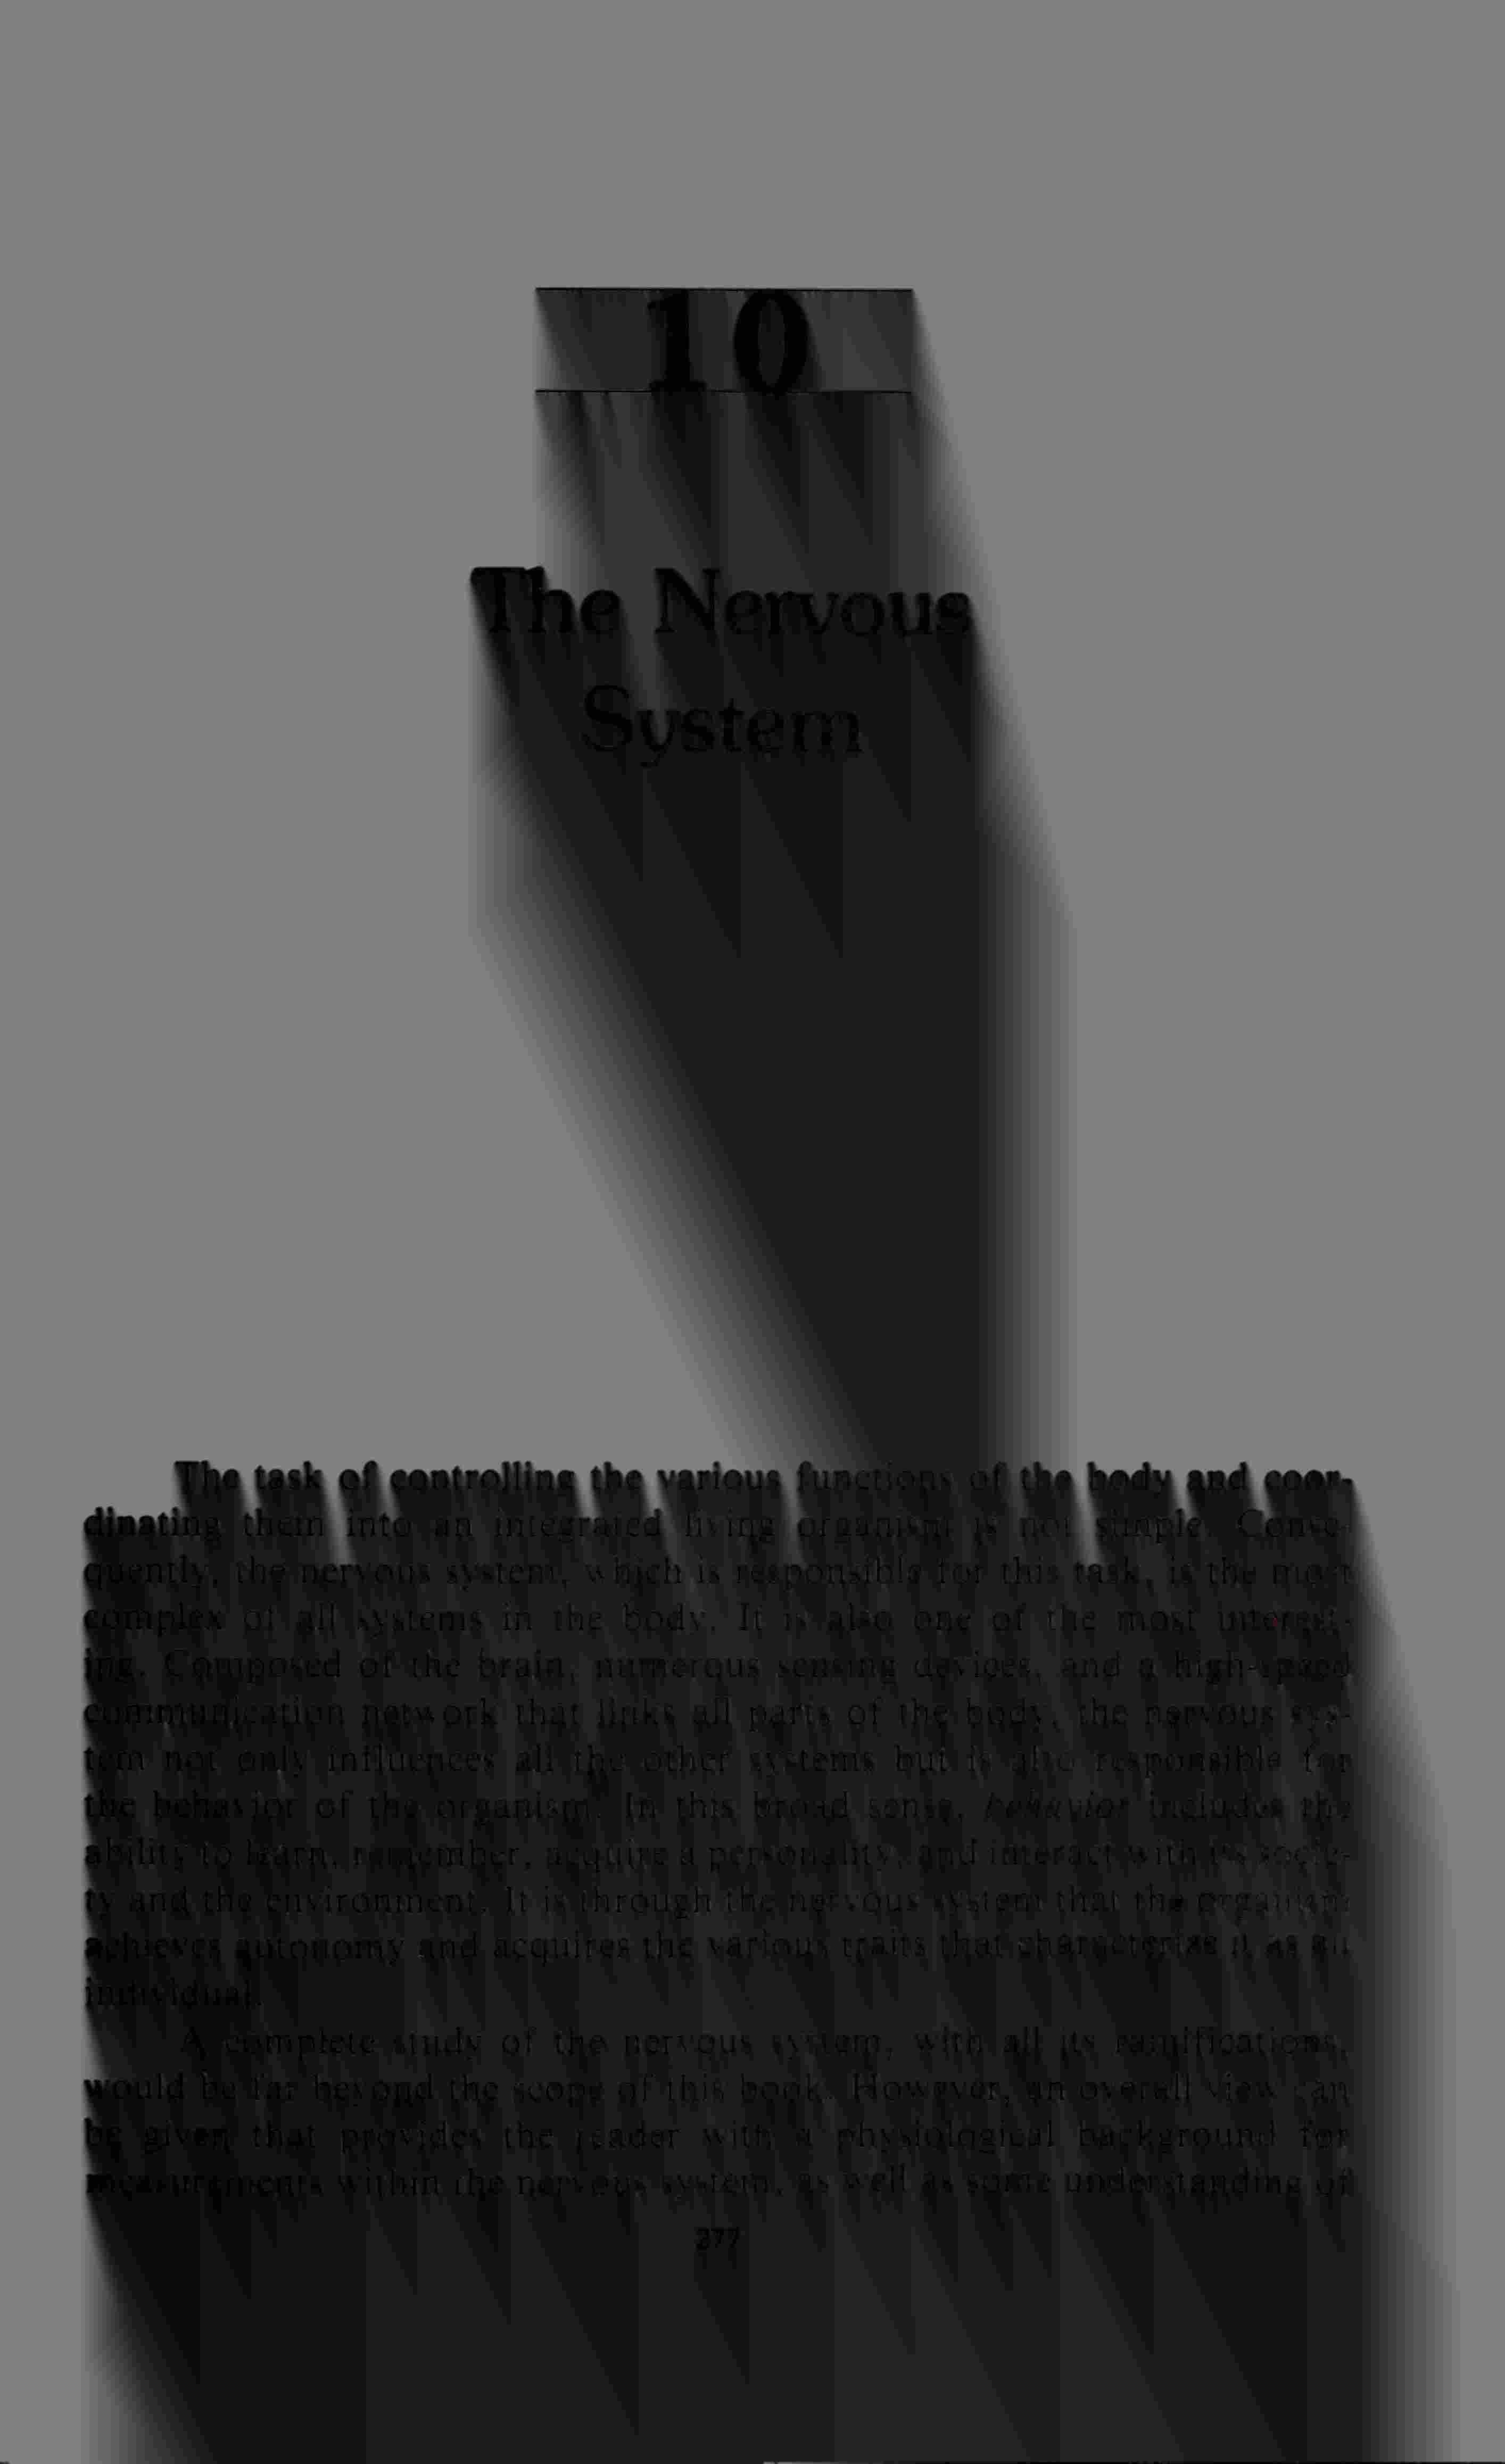 10
The Nervous
System
The task of controlling the various functions of the body and coor-
dinating them into an integrated living organism is not simple. Conse-
quently, the nervous system, which is responsible for this task, is the most
complex of all systems in the body. It is also one of the most interest-
ing. Composed of the brain, numerous sensing devices, and a high-speed
communication network that links all parts of the body, the nervous sys-
tem not only influences all the other systems but is also responsible for
the behavior of the organism. In this broad sense, behavior includes the
ability to learn, remember, acquire a personality, and interact with its socie-
ty and the environment. It is through the nervous system that the organism
achieves autonomy and acquires the various traits that characterize it as an
individual.
A complete study of the nervous system, with all its ramifications,
would be far beyond the scope of this book. However, an overall view can
be given that provides the reader with a physiological background for
measurements within the nervous system, as well as some understanding of
277